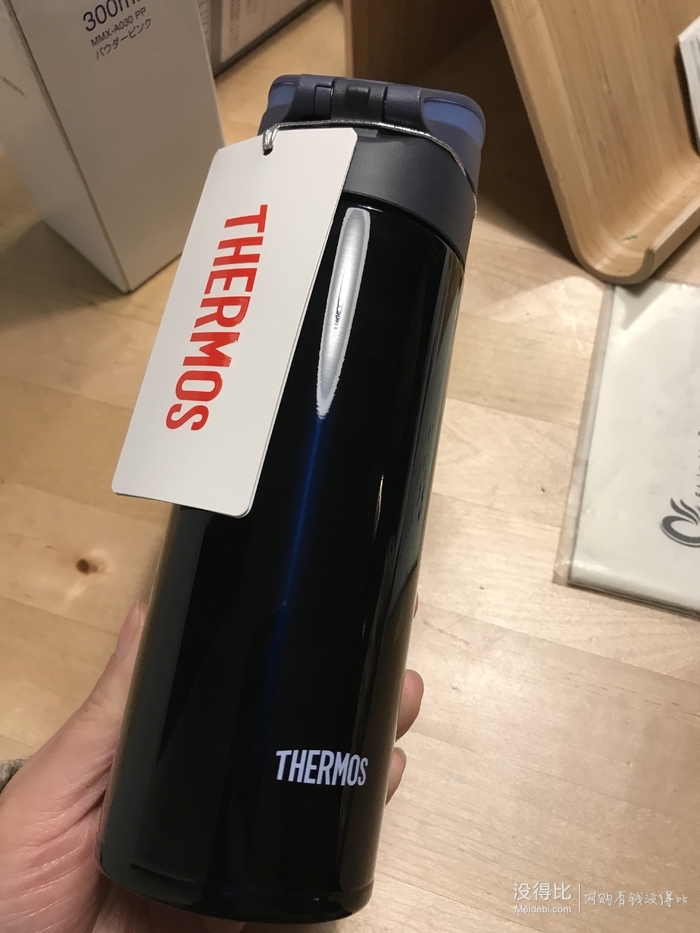 300m
MMX-A030 PP
パウダーピンク
THERMOS
THERMOS
没得比
Meidebi.com
网购有钱没得比